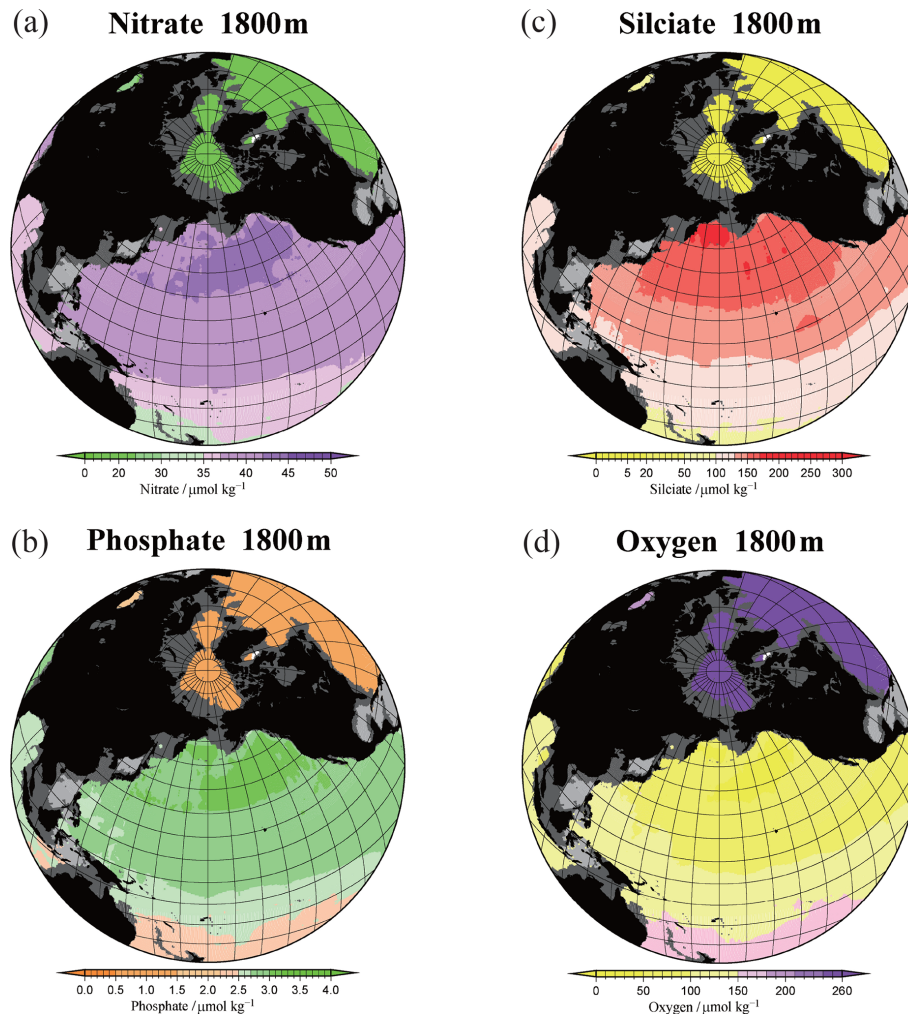 (a) Nitrate 1800 m
0 20 30 35 40 45 50
Nitrate / μmol kg⁻¹
(c) Silciate 1800 m
0 5 20 50 100 150 200 250 300
Silciate / μmol kg⁻¹
(b) Phosphate 1800 m
0.0 0.5 1.0 1.5 2.0 2.5 3.0 3.5 4.0
Phosphate / μmol kg⁻¹
(d) Oxygen 1800 m
0 50 100 150 200 260
Oxygen / μmol kg⁻¹